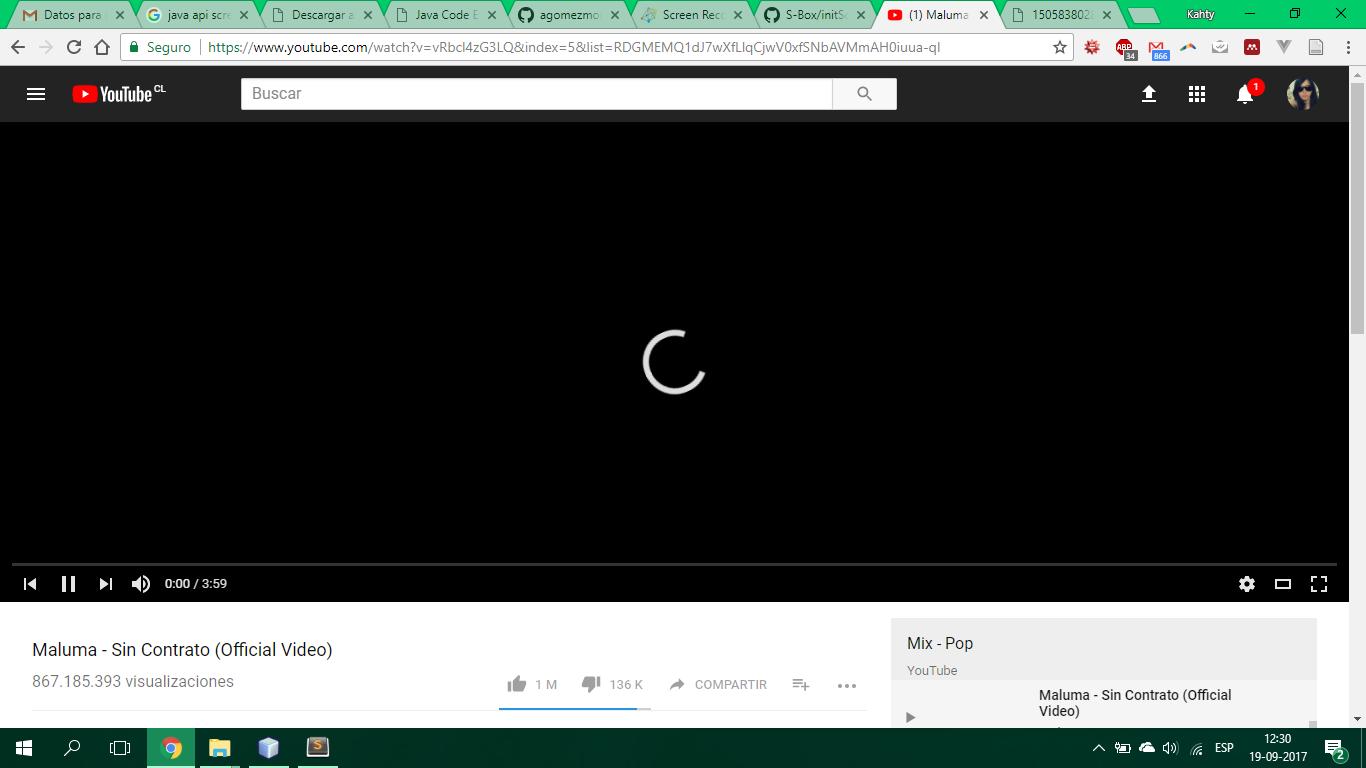 Datos para
java api scre
Descargar a
Java Code E
agomezmo
Screen Reco
S-Box/initSc
(1) Maluma
1505838028
Kahty
Seguro
https://www.youtube.com/watch?v=vRbcl4zG3LQ&index=5&list=RDGMEMQ1dJ7wXfLlqCjwV0xfSNbAVMmAH0iuua-qI
ABP
34
866
YouTube CL
Buscar
1
0:00 / 3:59
Maluma - Sin Contrato (Official Video)
867.185.393 visualizaciones
1 M
136 K
COMPARTIR
Mix - Pop
YouTube
Maluma - Sin Contrato (Official
Video)
S
ESP
12:30
19-09-2017
2